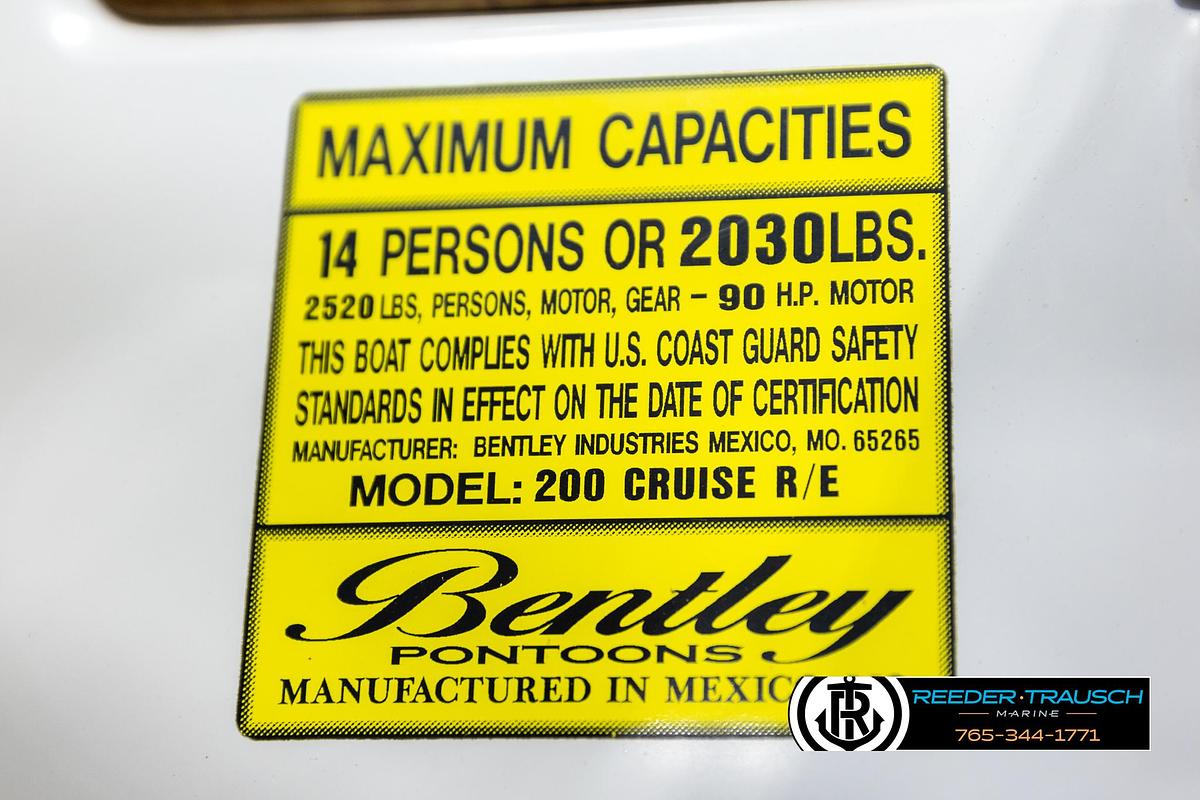 MAXIMUM CAPACITIES
14 PERSONS OR 2030LBS.
2520 LBS, PERSONS, MOTOR, GEAR – 90 H.P. MOTOR
THIS BOAT COMPLIES WITH U.S. COAST GUARD SAFETY
STANDARDS IN EFFECT ON THE DATE OF CERTIFICATION
MANUFACTURER: BENTLEY INDUSTRIES MEXICO, MO. 65265
MODEL: 200 CRUISE R/E
Bentley
PONTOONS
MANUFACTURED IN
REEDER·TRAUSCH
MARINE
765-344-1771